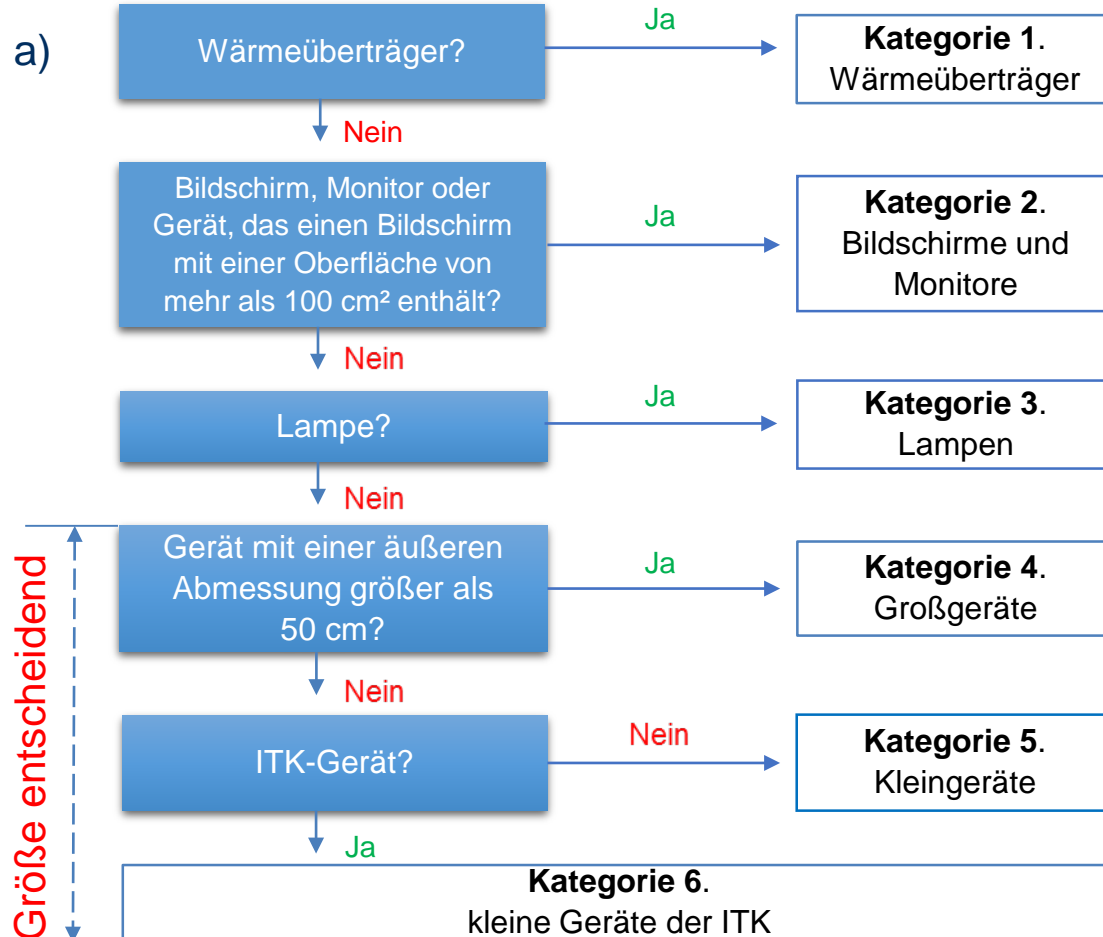 a)
Wärmeüberträger?
Ja
Kategorie 1.
Wärmeüberträger
Nein
Bildschirm, Monitor oder
Gerät, das einen Bildschirm
mit einer Oberfläche von
mehr als 100 cm² enthält?
Ja
Kategorie 2.
Bildschirme und
Monitore
Nein
Lampe?
Ja
Kategorie 3.
Lampen
Nein
Größe entscheidend
Gerät mit einer äußeren
Abmessung größer als
50 cm?
Ja
Kategorie 4.
Großgeräte
Nein
ITK-Gerät?
Nein
Kategorie 5.
Kleingeräte
Ja
Kategorie 6.
kleine Geräte der ITK